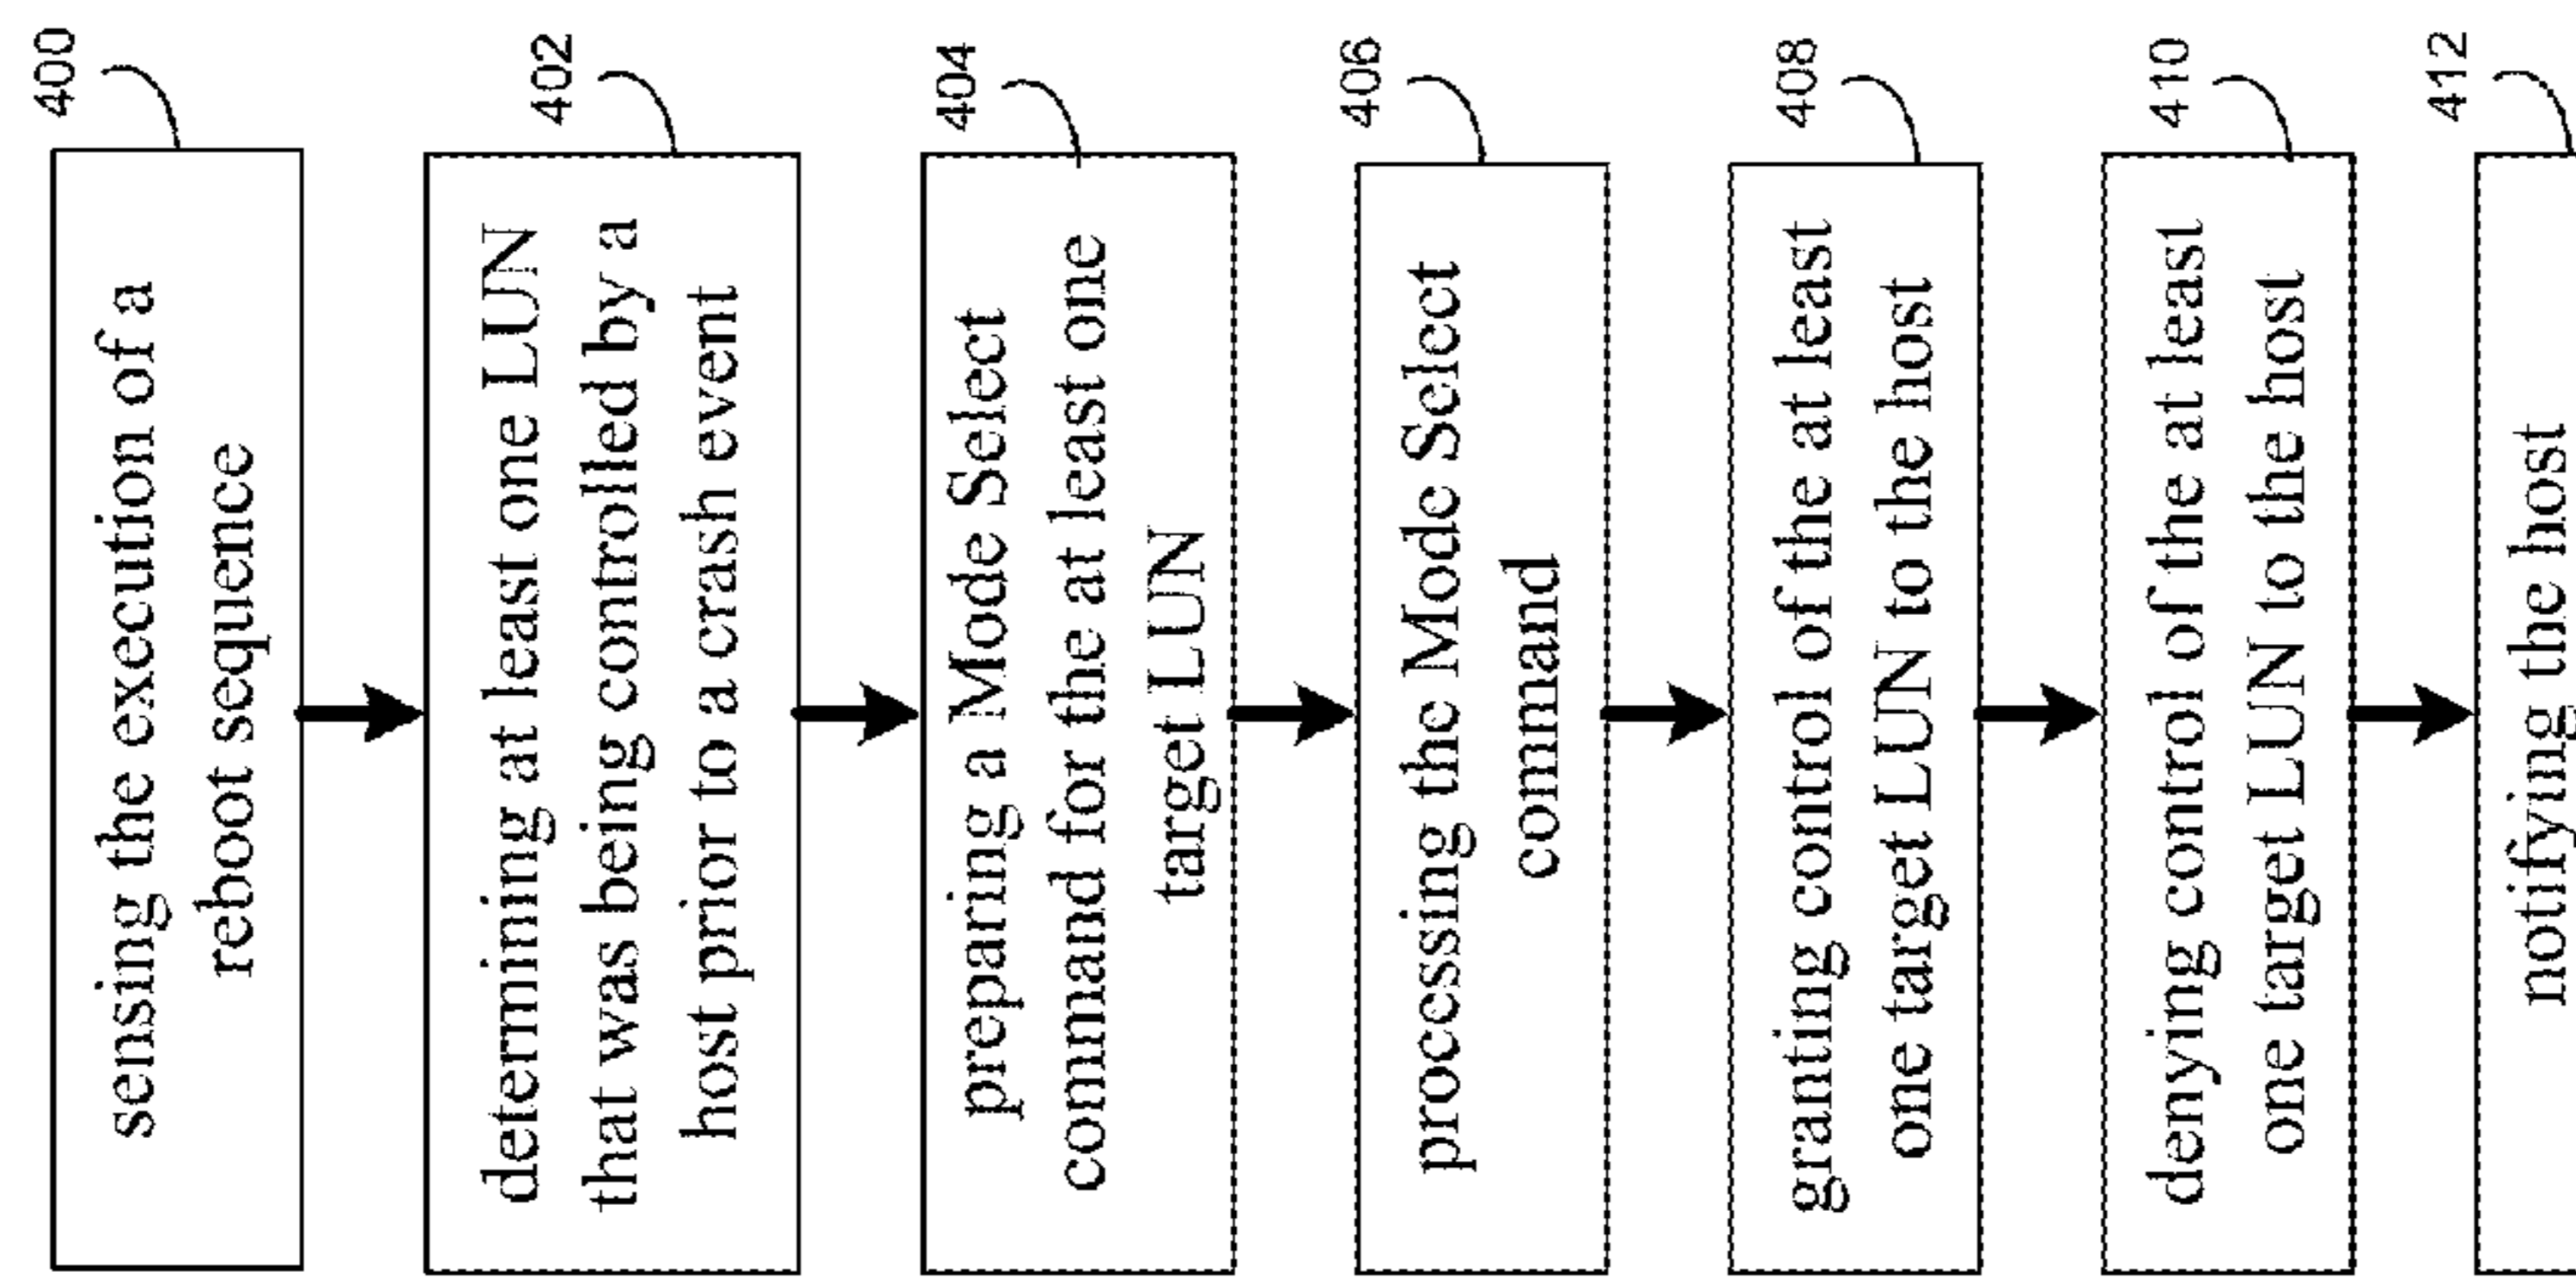 400
sensing the execution of a
reboot sequence
402
determining at least one LUN
that was being controlled by a
host prior to a crash event
404
preparing a Mode Select
command for the at least one
target LUN
406
processing the Mode Select
command
408
granting control of the at least
one target LUN to the host
410
denying control of the at least
one target LUN to the host
412
notifying the host